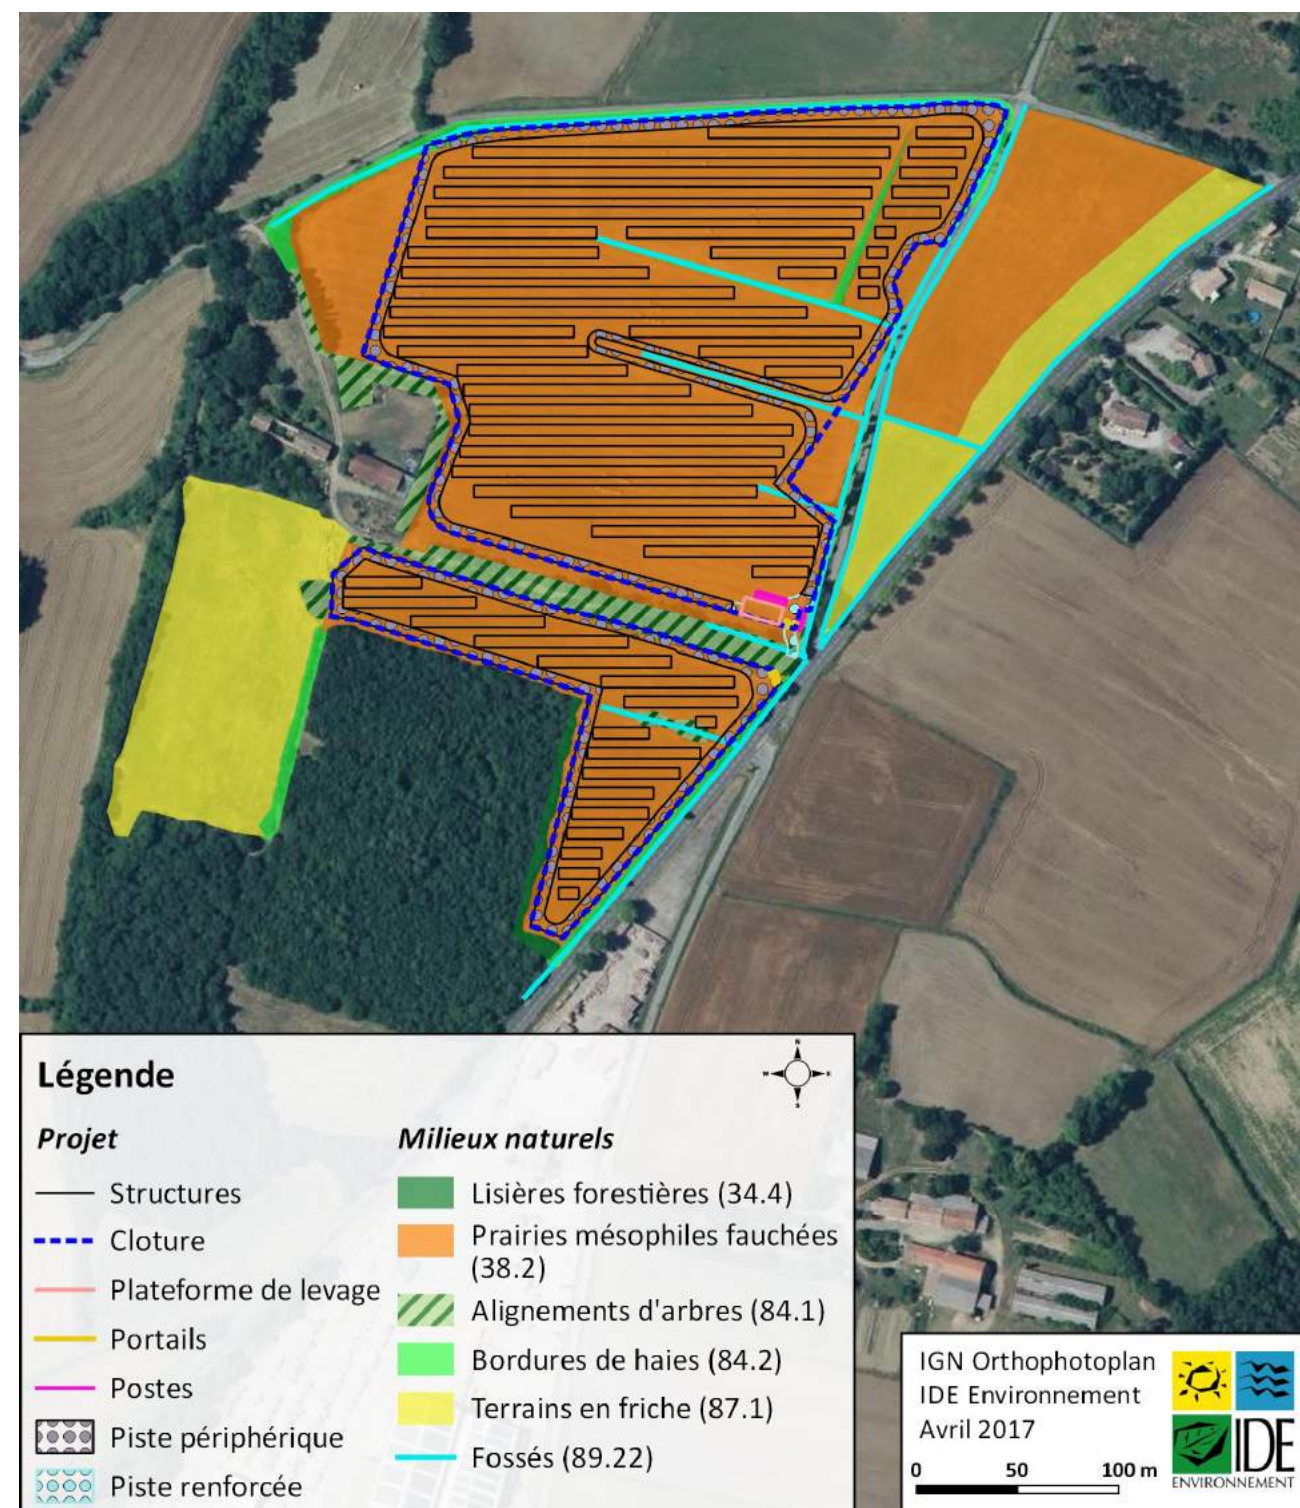 Légende
Projet
Structures
Cloture
Plateforme de levage
Portails
Postes
Piste périphérique
Piste renforcée
Milieux naturels
Lisières forestières (34.4)
Prairies mésophiles fauchées
(38.2)
Alignements d'arbres (84.1)
Bordures de haies (84.2)
Terrains en friche (87.1)
Fossés (89.22)
N
W
E
S
IGN Orthophotoplan
IDE Environnement
Avril 2017
0 50 100 m
IDE
ENVIRONNEMENT